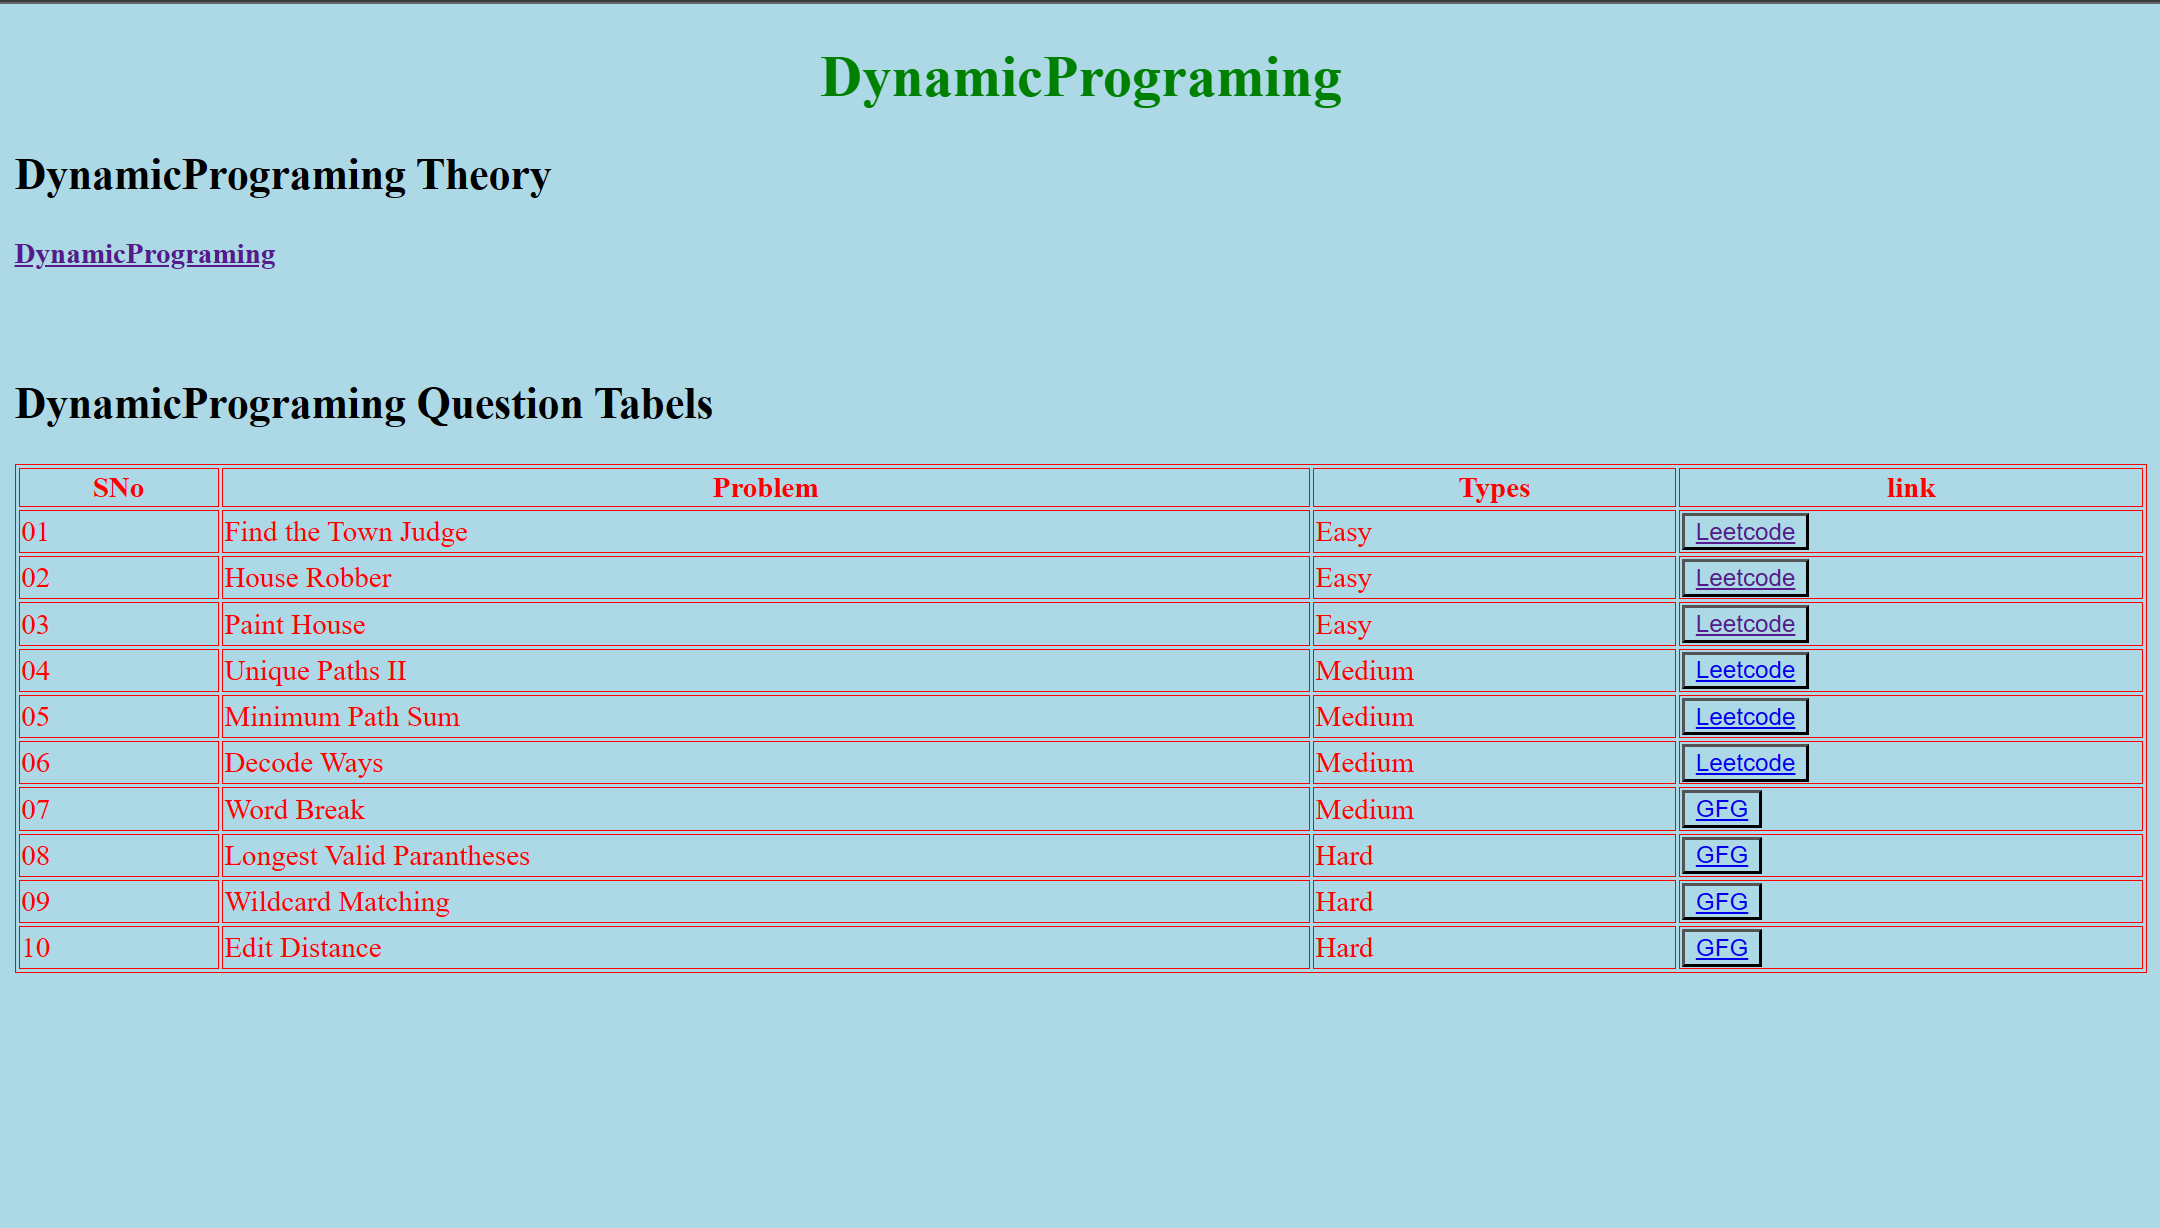 DynamicPrograming
DynamicPrograming Theory
DynamicPrograming
DynamicPrograming Question Tabels
SNo Problem Types link
01 Find the Town Judge Easy Leetcode
02 House Robber Easy Leetcode
03 Paint House Easy Leetcode
04 Unique Paths II Medium Leetcode
05 Minimum Path Sum Medium Leetcode
06 Decode Ways Medium Leetcode
07 Word Break Medium GFG
08 Longest Valid Parantheses Hard GFG
09 Wildcard Matching Hard GFG
10 Edit Distance Hard GFG